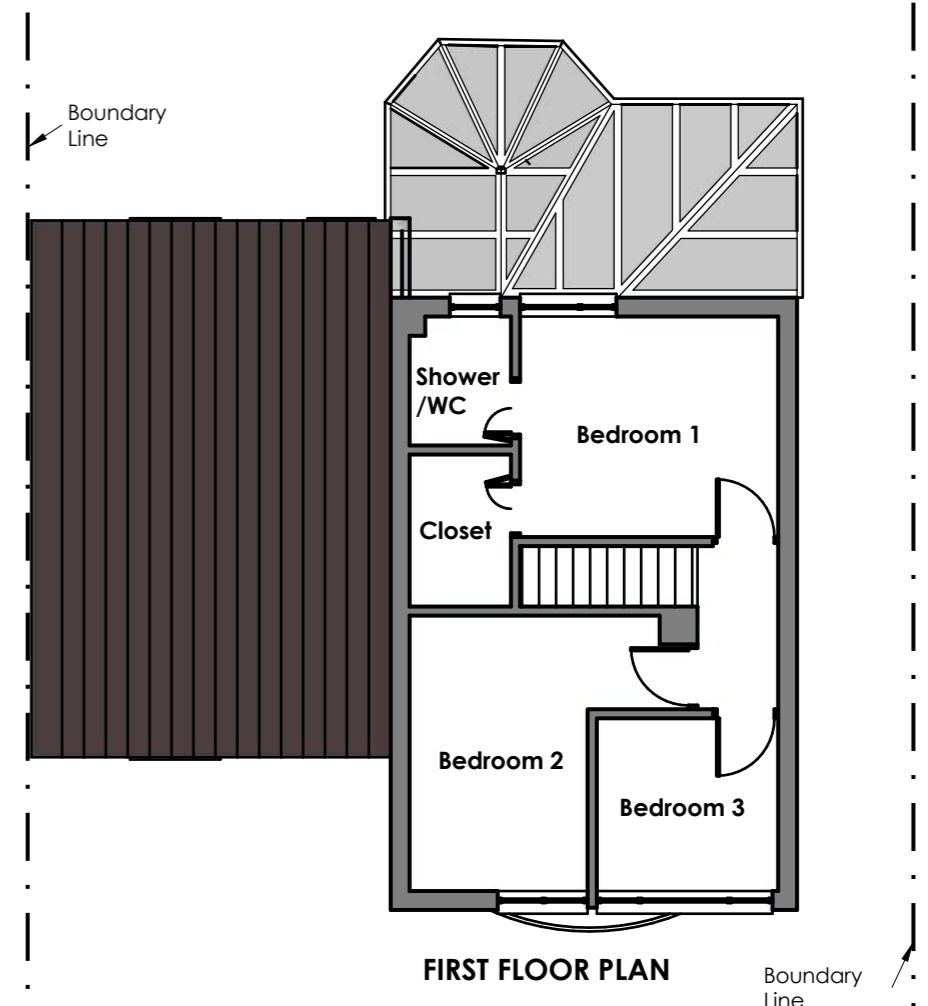 Boundary
Line
Shower
/WC
Bedroom 1
Closet
Bedroom 2
Bedroom 3
FIRST FLOOR PLAN
Boundary
Line